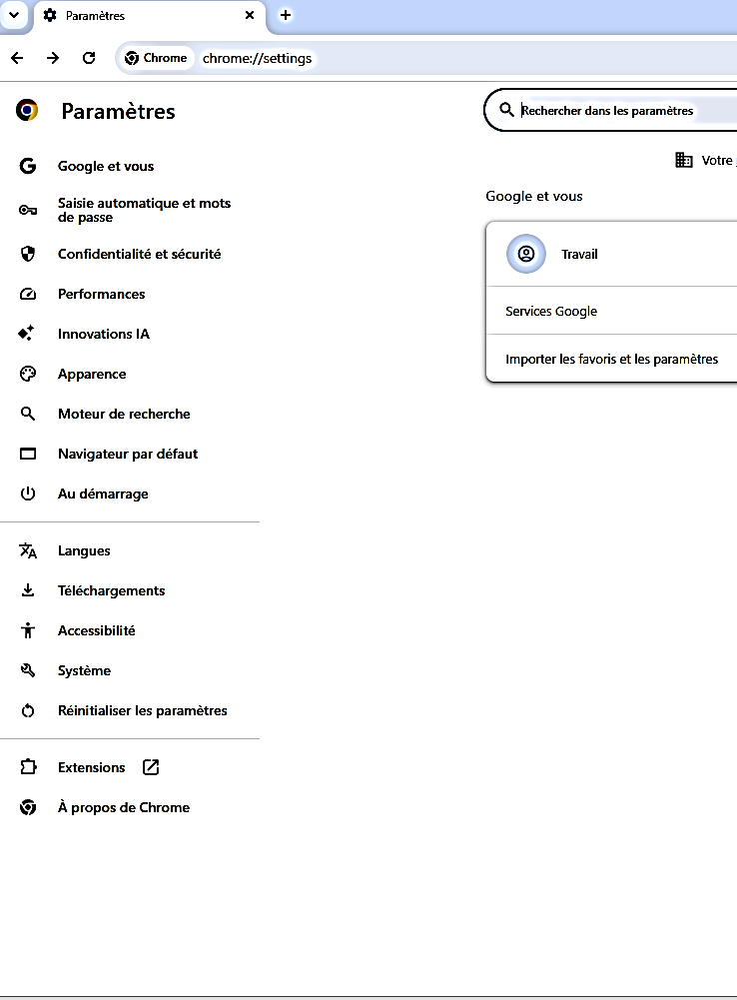 Paramètres
Chrome
chrome://settings
Paramètres
Rechercher dans les paramètres
Votre
Google et vous
Saisie automatique et mots
de passe
Confidentialité et sécurité
Performances
Innovations IA
Apparence
Moteur de recherche
Navigateur par défaut
Au démarrage
Langues
Téléchargements
Accessibilité
Système
Réinitialiser les paramètres
Extensions
À propos de Chrome
Google et vous
Travail
Services Google
Importer les favoris et les paramètres